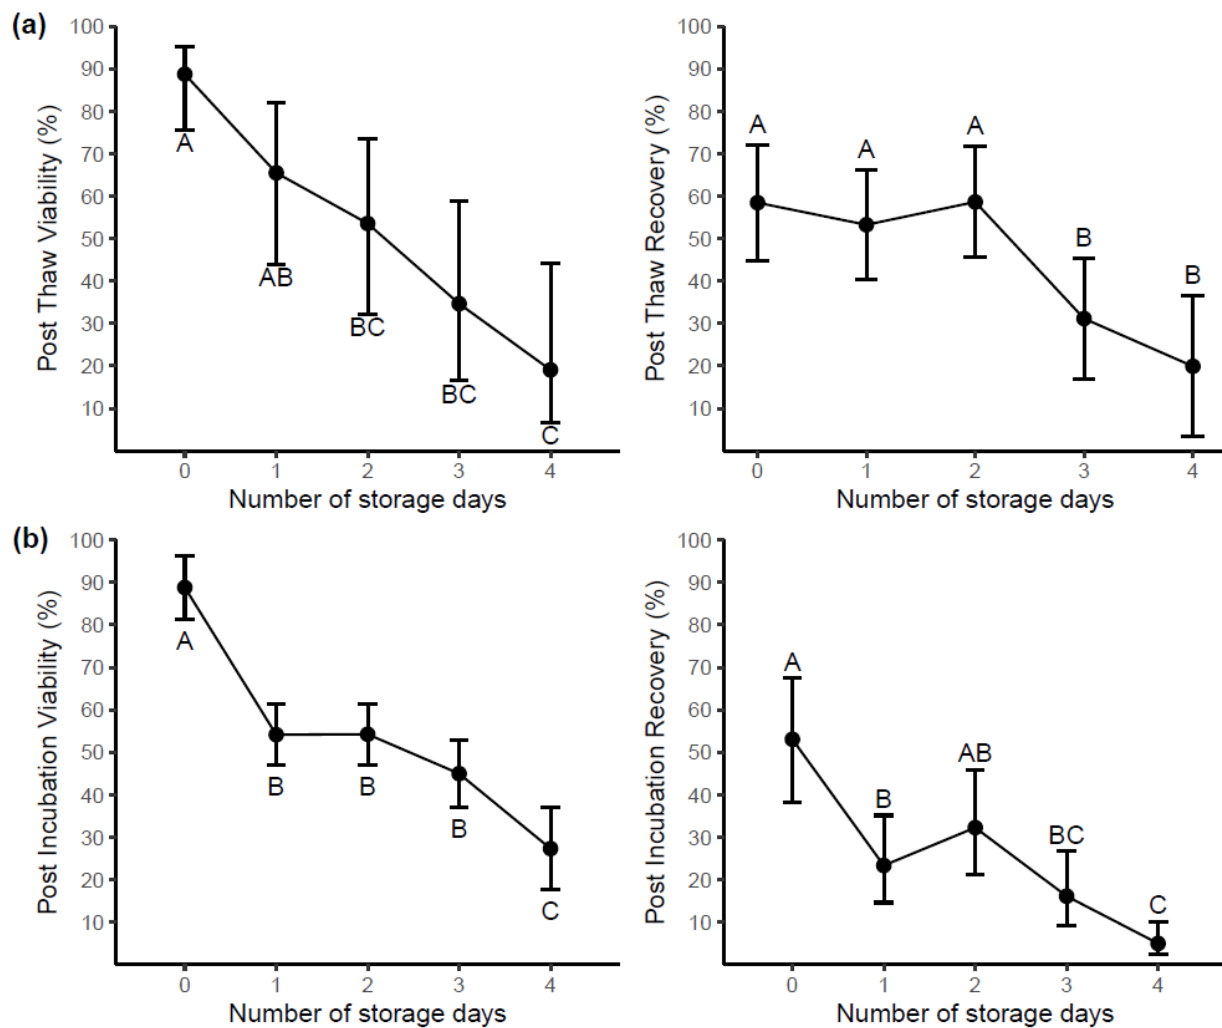 (a)
Post Thaw Viability (%)
100
90
80
70
60
50
40
30
20
10
A
AB
BC
BC
C
0 1 2 3 4
Number of storage days
Post Thaw Recovery (%)
100
90
80
70
60
50
40
30
20
10
A
A
A
B
B
0 1 2 3 4
Number of storage days
(b)
Post Incubation Viability (%)
100
90
80
70
60
50
40
30
20
10
A
B
B
B
C
0 1 2 3 4
Number of storage days
Post Incubation Recovery (%)
100
90
80
70
60
50
40
30
20
10
A
B
AB
BC
C
0 1 2 3 4
Number of storage days